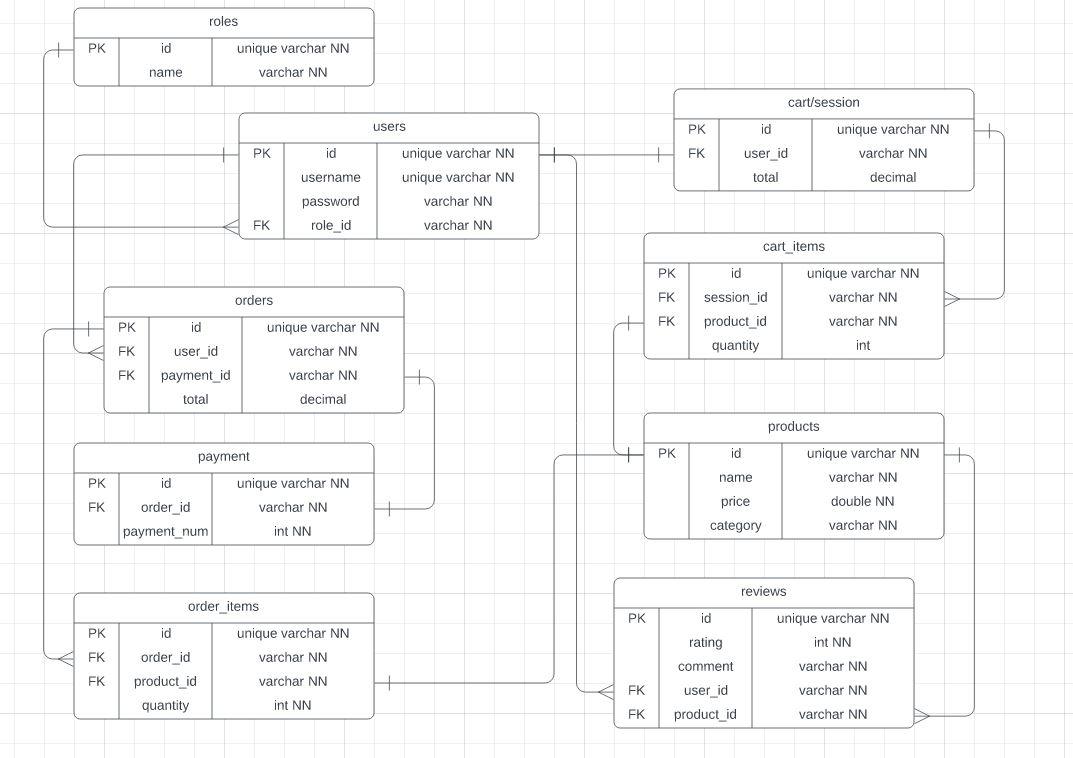 roles
PK id unique varchar NN
name varchar NN
users
PK id unique varchar NN
username unique varchar NN
password varchar NN
FK role_id varchar NN
cart/session
PK id unique varchar NN
FK user_id varchar NN
total decimal
cart_items
PK id unique varchar NN
FK session_id varchar NN
FK product_id varchar NN
quantity int
orders
PK id unique varchar NN
FK user_id varchar NN
FK payment_id varchar NN
total decimal
payment
PK id unique varchar NN
FK order_id varchar NN
payment_num int NN
products
PK id unique varchar NN
name varchar NN
price double NN
category varchar NN
order_items
PK id unique varchar NN
FK order_id varchar NN
FK product_id varchar NN
quantity int NN
reviews
PK id unique varchar NN
rating int NN
comment varchar NN
FK user_id varchar NN
FK product_id varchar NN